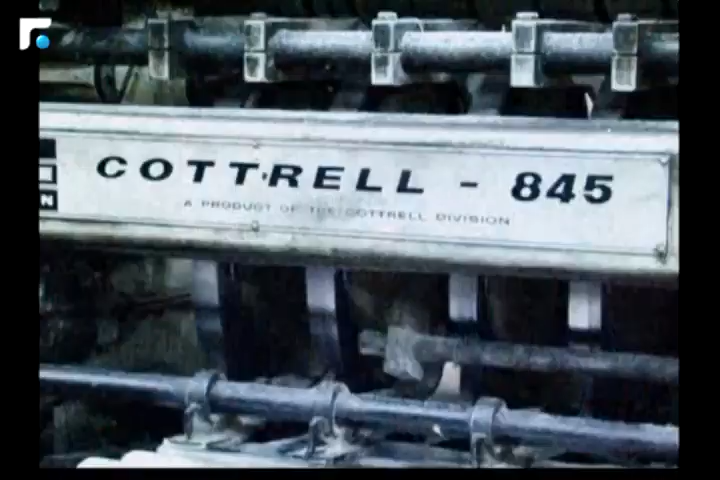 COTTRELL - 845
A PRODUCT OF THE COTTRELL DIVISION
N